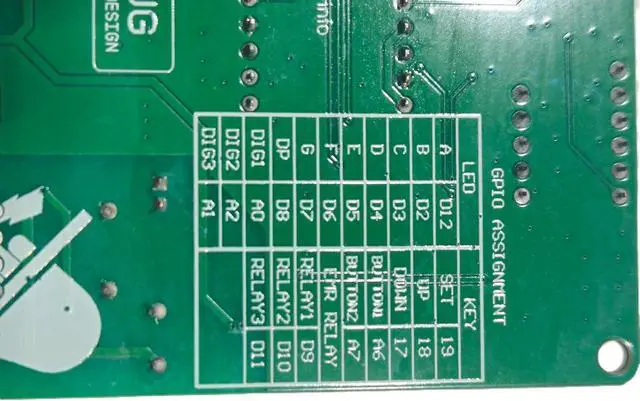 DESIGN
GPIO ASSIGNMENT
LED KEY
A D12 SET 19
B D2 UP 18
C D3 DOWN 17
D D4 BUTTON1 A6
E D5 BUTTON2 A7
F D6 EMR RELAY
G D7 RELAY1 D9
DP D8 RELAY2 D10
DIG1 A0 RELAY3 D11
DIG2 A2
DIG3 A1